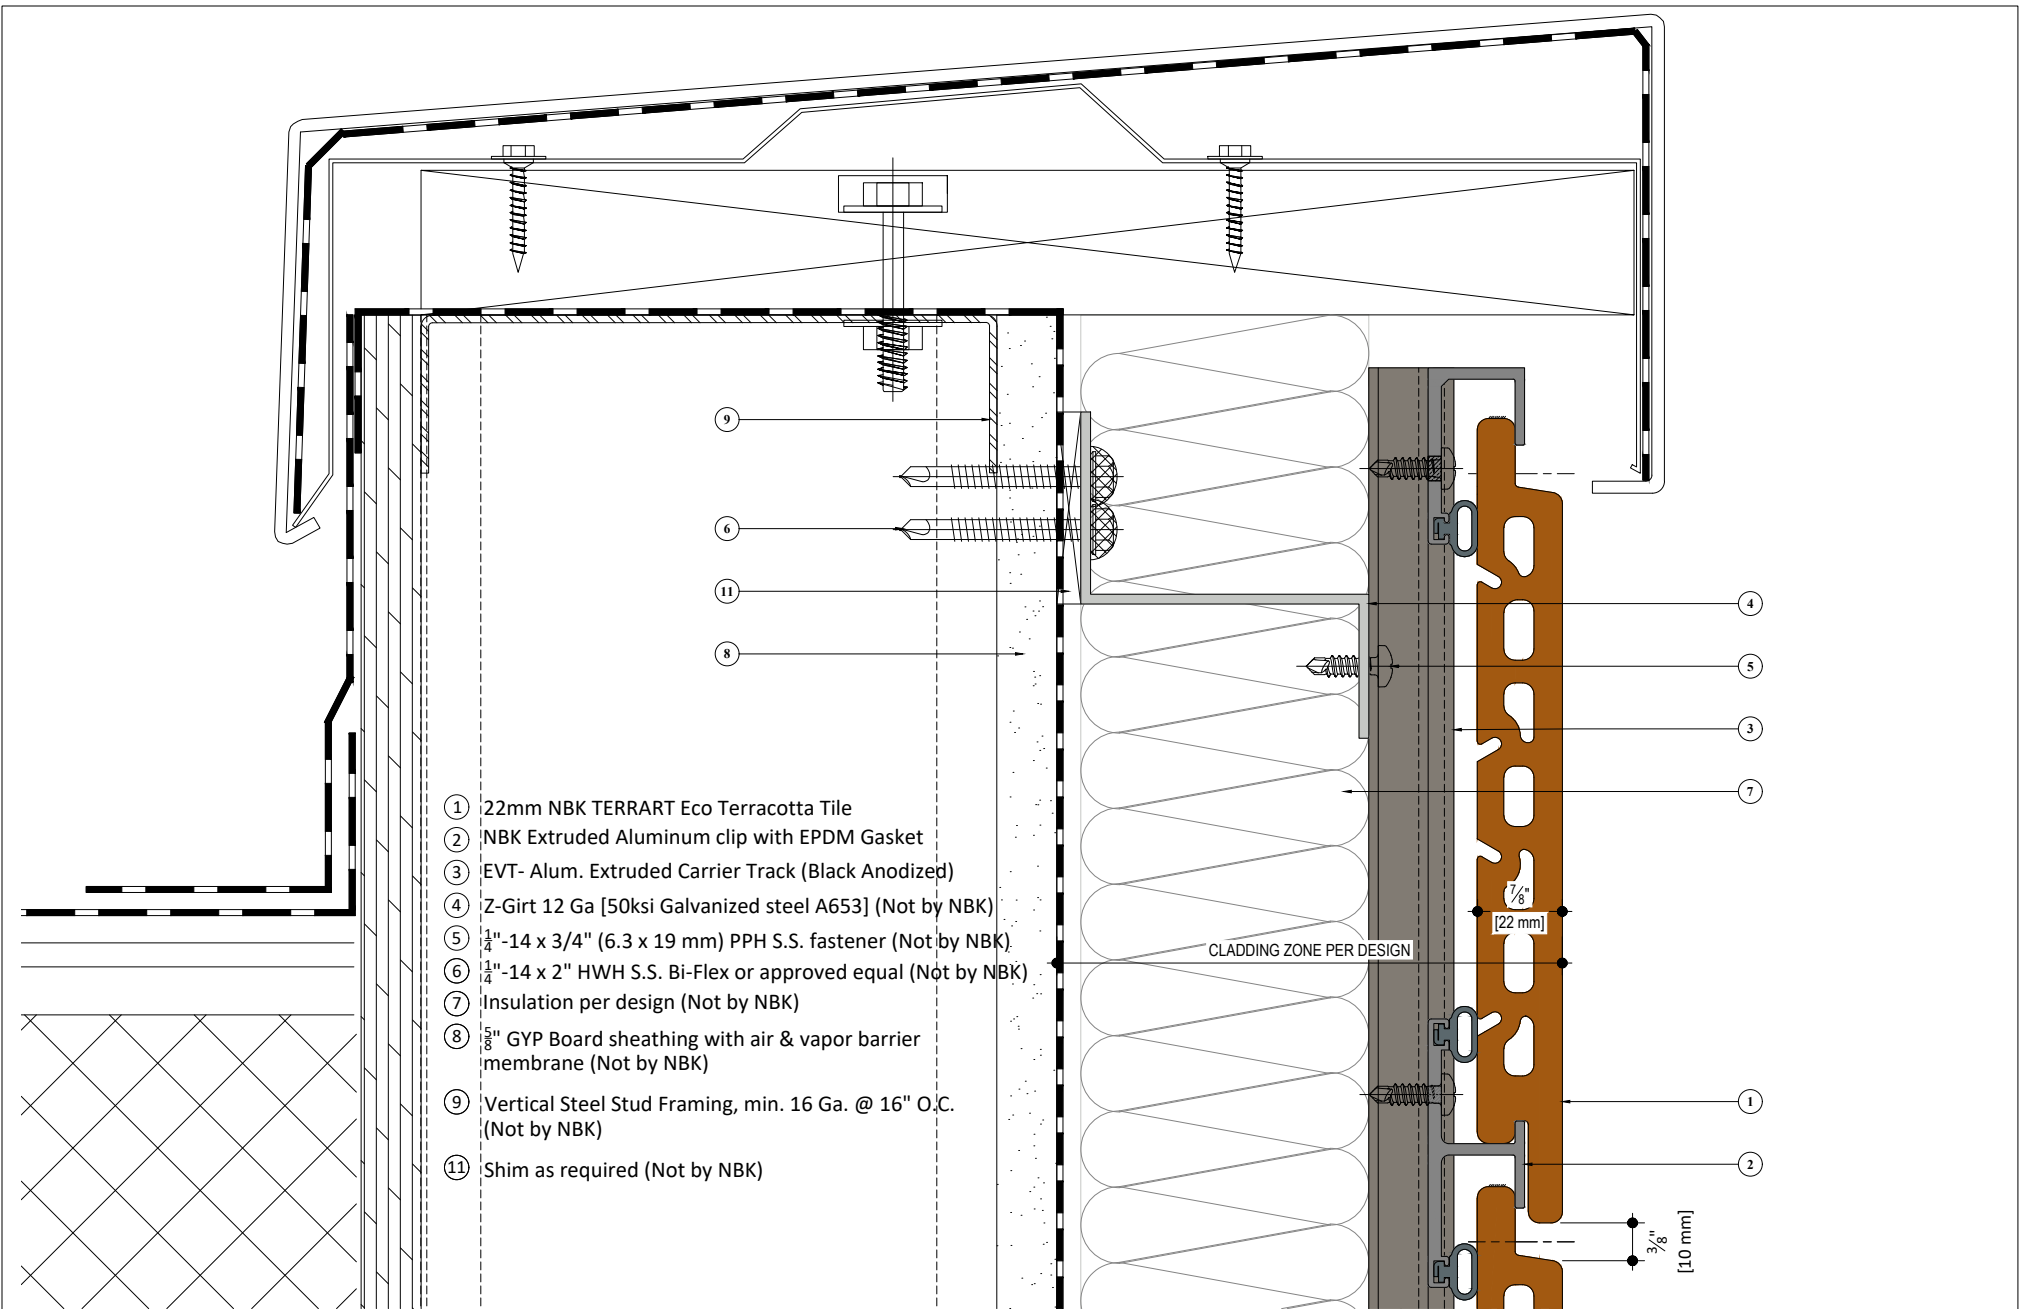 9
6
11
8
4
5
3
7
1
2
1 22mm NBK TERRART Eco Terracotta Tile
2 NBK Extruded Aluminum clip with EPDM Gasket
3 EVT- Alum. Extruded Carrier Track (Black Anodized)
4 Z-Girt 12 Ga [50ksi Galvanized steel A653] (Not by NBK)
5 1/4"-14 x 3/4" (6.3 x 19 mm) PPH S.S. fastener (Not by NBK)
6 1/4"-14 x 2" HWH S.S. Bi-Flex or approved equal (Not by NBK)
7 Insulation per design (Not by NBK)
8 5/8" GYP Board sheathing with air & vapor barrier
membrane (Not by NBK)
9 Vertical Steel Stud Framing, min. 16 Ga. @ 16" O.C.
(Not by NBK)
11 Shim as required (Not by NBK)
7/8"
[22 mm]
CLADDING ZONE PER DESIGN
3/8"
[10 mm]